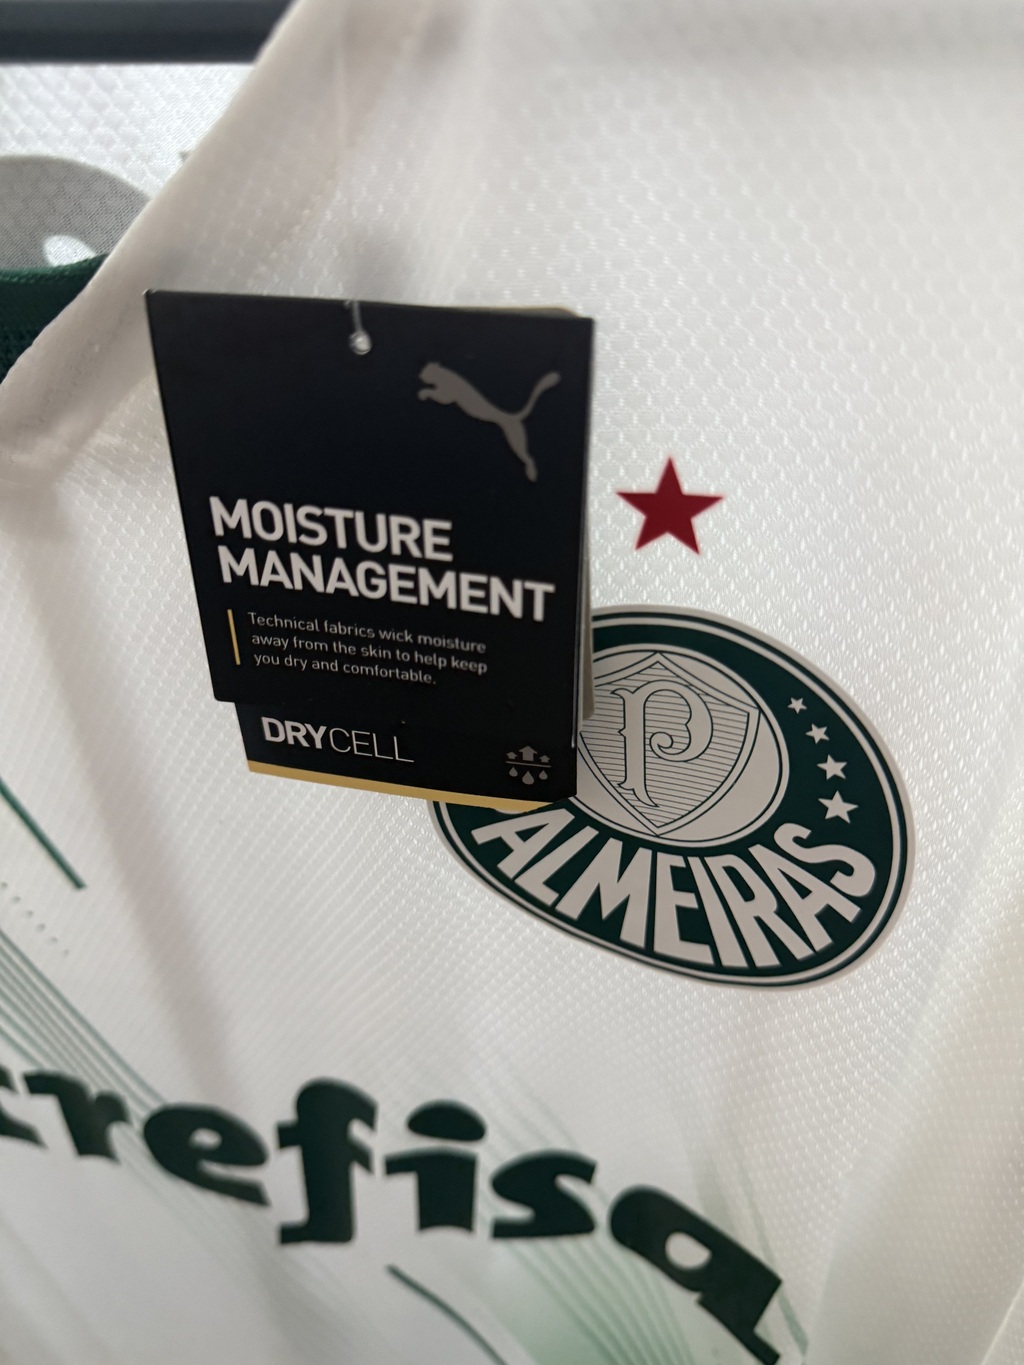 MOISTURE
MANAGEMENT
Technical fabrics wick moisture
away from the skin to help keep
you dry and comfortable.
DRYCELL
P
ALMEIRAS
crefisa